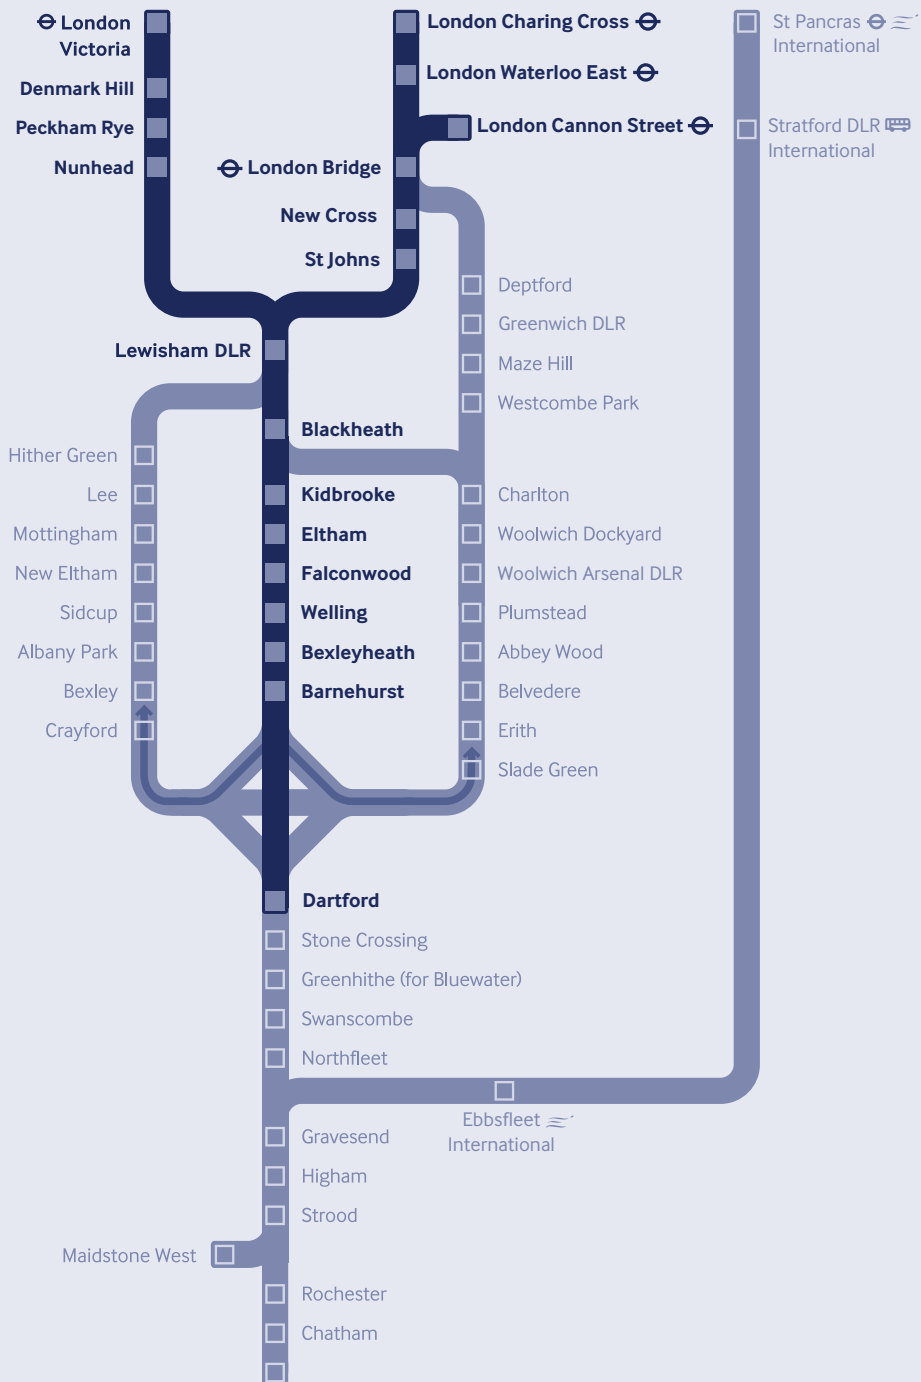 London
Victoria
London Charing Cross
St Pancras
International
London Waterloo East
Denmark Hill
Peckham Rye
London Cannon Street
Stratford DLR
International
Nunhead
London Bridge
New Cross
St Johns
Deptford
Greenwich DLR
Lewisham DLR
Maze Hill
Westcombe Park
Blackheath
Hither Green
Lee
Kidbrooke
Charlton
Mottingham
Eltham
Woolwich Dockyard
New Eltham
Falconwood
Woolwich Arsenal DLR
Sidcup
Welling
Plumstead
Albany Park
Bexleyheath
Abbey Wood
Bexley
Barnehurst
Belvedere
Crayford
Erith
Slade Green
Dartford
Stone Crossing
Greenhithe (for Bluewater)
Swanscombe
Northfleet
Ebbsfleet
International
Gravesend
Higham
Strood
Maidstone West
Rochester
Chatham